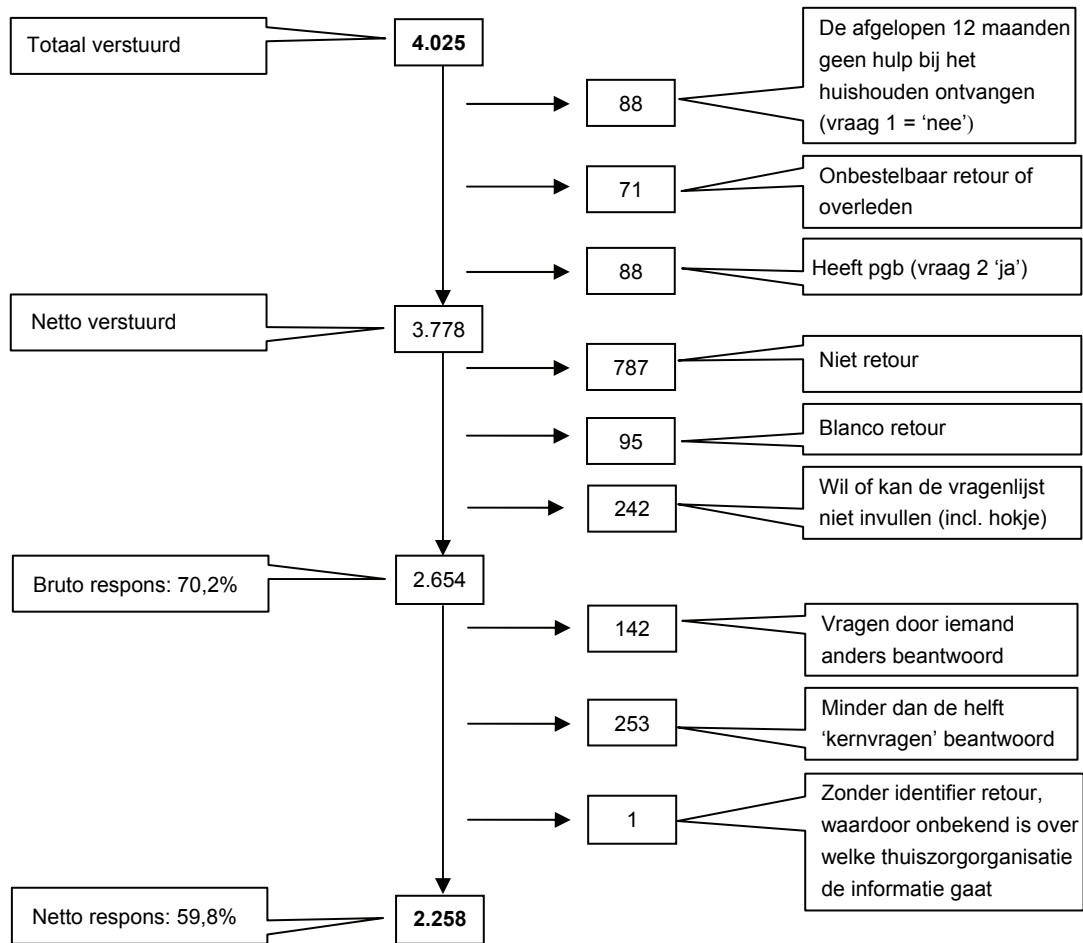 Totaal verstuurd
4.025
De afgelopen 12 maanden
geen hulp bij het
huishouden ontvangen
(vraag 1 = ‘nee’)
88
Onbestelbaar retour of
overleden
71
Heeft pgb (vraag 2 ‘ja’)
88
Netto verstuurd
3.778
Niet retour
787
Blanco retour
95
Wil of kan de vragenlijst
niet invullen (incl. hokje)
242
Bruto respons: 70,2%
2.654
Vragen door iemand
anders beantwoord
142
Minder dan de helft
‘kernvragen’ beantwoord
253
Zonder identifier retour,
waardoor onbekend is over
welke thuiszorgorganisatie
de informatie gaat
1
Netto respons: 59,8%
2.258